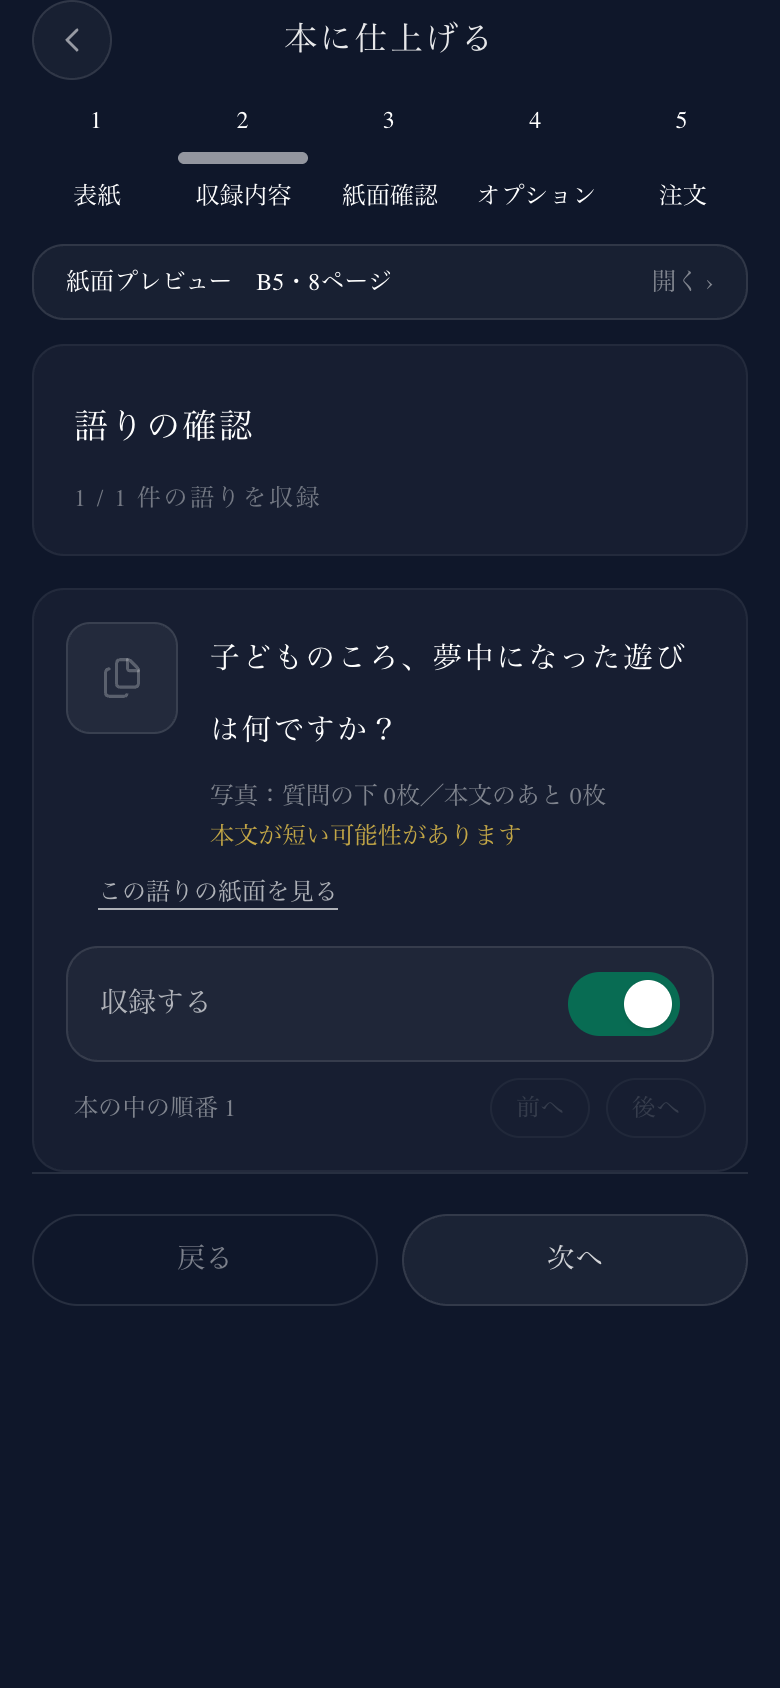 本に仕上げる
1 2 3 4 5
表紙 収録内容 紙面確認 オプション 注文
紙面プレビュー B5・8ページ 開く ›
語りの確認
1 / 1 件の語りを収録
子どものころ、夢中になった遊び
は何ですか？
写真：質問の下 0枚／本文のあと 0枚
本文が短い可能性があります
この語りの紙面を見る
収録する
本の中の順番 1 前へ 後へ
戻る 次へ